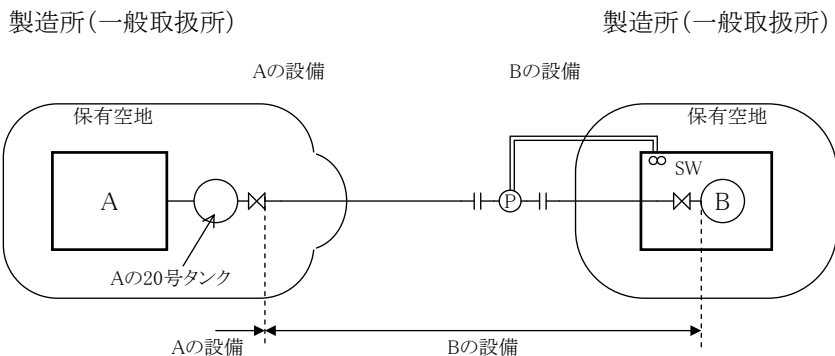 製造所（一般取扱所）
製造所（一般取扱所）
Aの設備
Bの設備
保有空地
保有空地
SW
A
P
B
Aの20号タンク
Aの設備
Bの設備